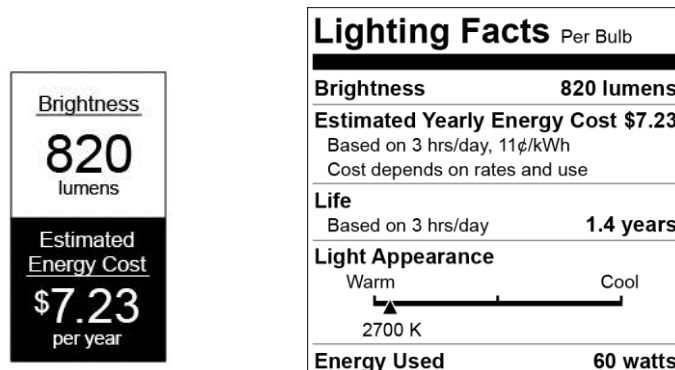 Brightness
820
lumens
Estimated
Energy Cost
$7.23
per year
Lighting Facts Per Bulb
Brightness 820 lumens
Estimated Yearly Energy Cost $7.23
Based on 3 hrs/day, 11¢/kWh
Cost depends on rates and use
Life
Based on 3 hrs/day 1.4 years
Light Appearance
Warm Cool
2700 K
Energy Used 60 watts